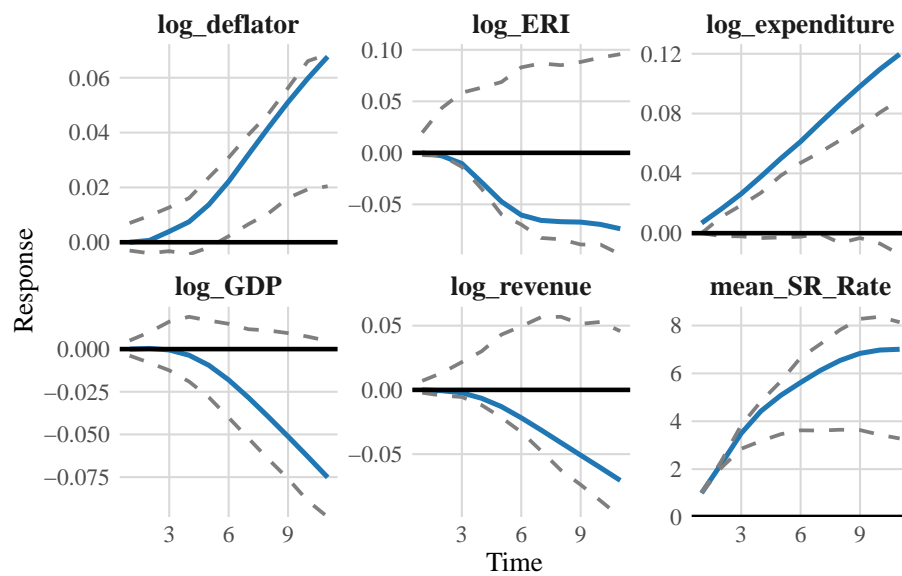 log_deflator
log_ERI
log_expenditure
0.06
0.04
0.02
0.00
0.10
0.05
0.00
−0.05
0.12
0.08
0.04
0.00
Response
log_GDP
log_revenue
mean_SR_Rate
0.000
−0.025
−0.050
−0.075
0.05
0.00
−0.05
8
6
4
2
0
3 6 9
3 6 9
3 6 9
Time